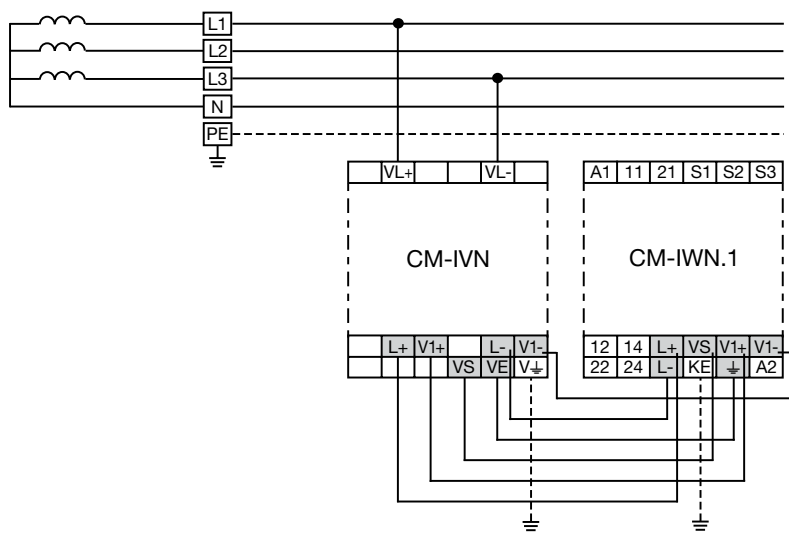 L1
L2
L3
N
PE
VL+ VL- A1 11 21 S1 S2 S3
CM-IVN CM-IWN.1
L+ V1+ L- V1- 12 14 L+ VS V1+ V1-
VS VE V⏚ 22 24 L- KE ⏚ A2